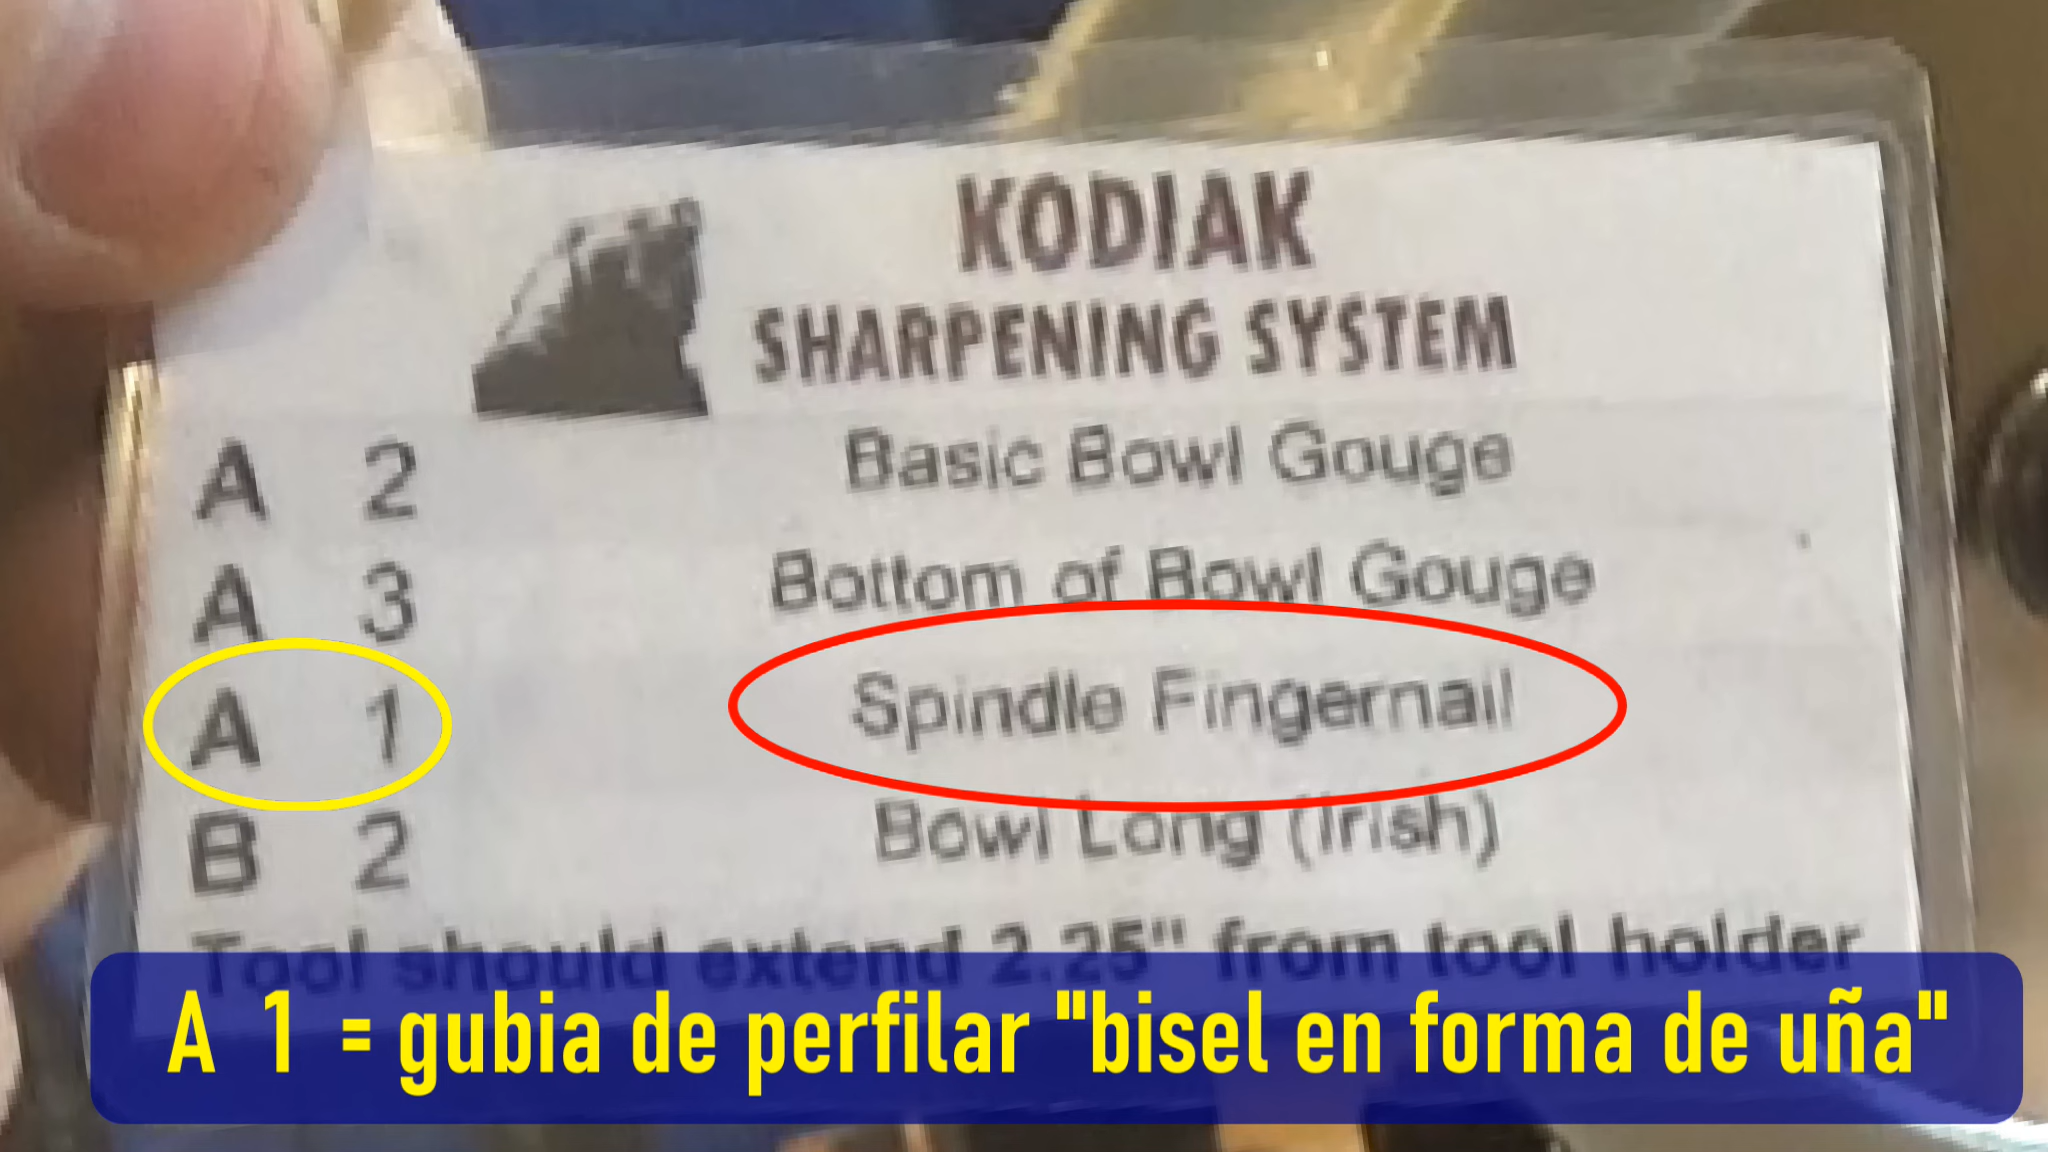 KODIAK
SHARPENING SYSTEM
A 2 Basic Bowl Gouge
A 3 Bottom of Bowl Gouge
A 1 Spindle Fingernail
B 2 Bowl Long (Irish)
Tool should extend 2.25" from tool holder
A 1 = gubia de perfilar "bisel en forma de uña"